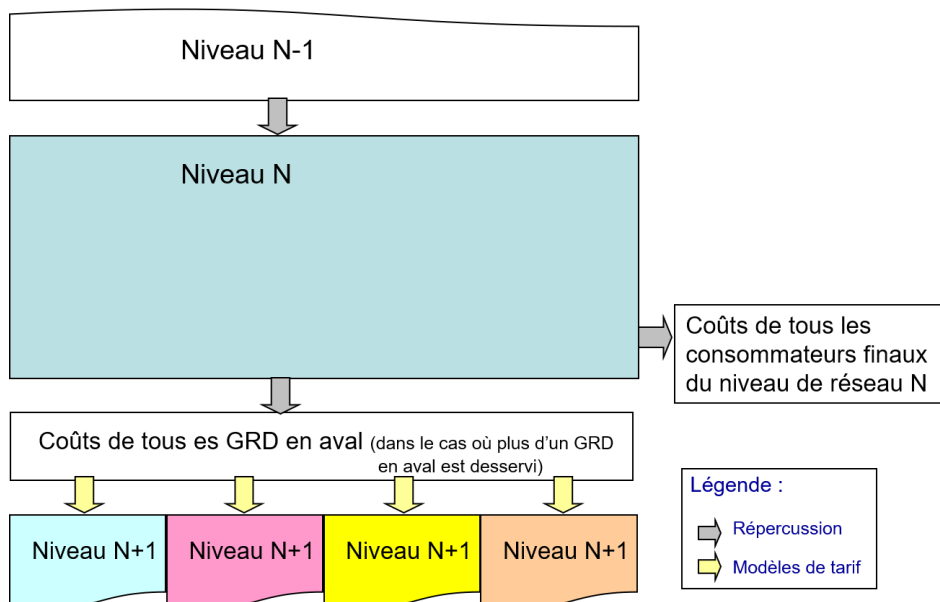 Niveau N-1
Niveau N
Coûts de tous les
consommateurs finaux
du niveau de réseau N
Coûts de tous es GRD en aval (dans le cas où plus d'un GRD
en aval est desservi)
Niveau N+1
Niveau N+1
Niveau N+1
Niveau N+1
Légende :
Répercussion
Modèles de tarif